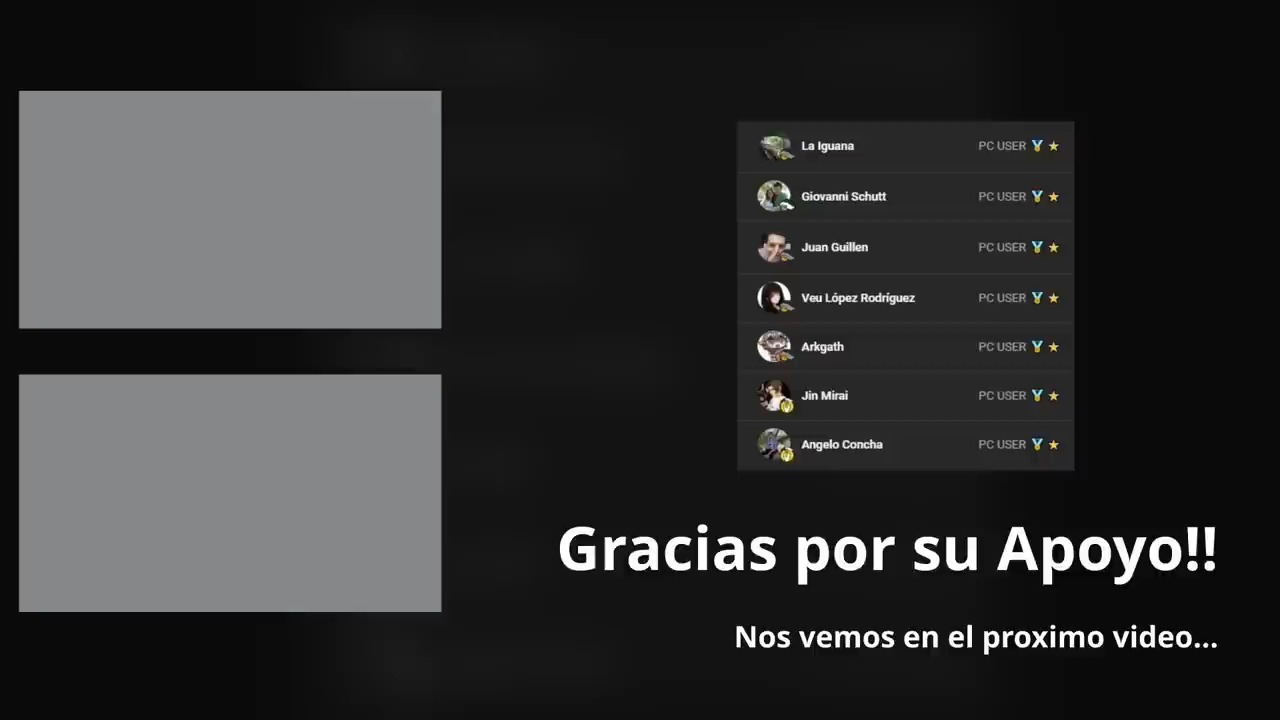 La Iguana PC USER
Giovanni Schutt PC USER
Juan Guillen PC USER
Veu López Rodríguez PC USER
Arkgath PC USER
Jin Mirai PC USER
Angelo Concha PC USER
Gracias por su Apoyo!!
Nos vemos en el proximo video...